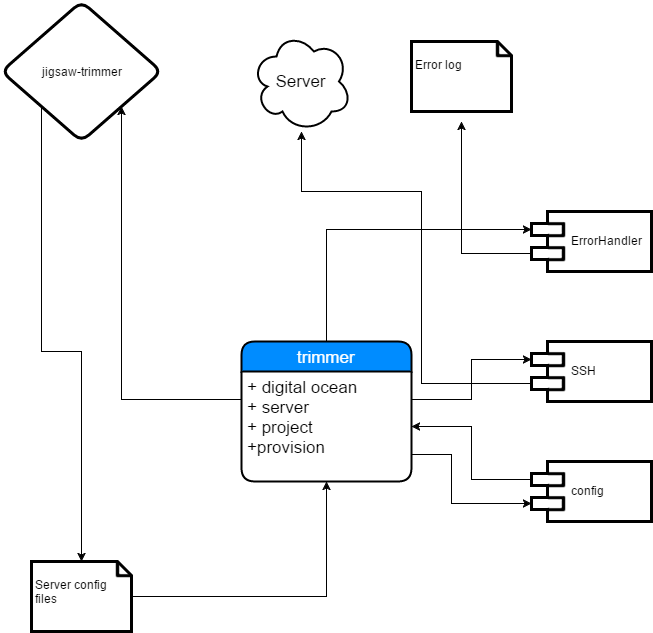 jigsaw-trimmer
Server
Error log
ErrorHandler
trimmer
+ digital ocean
+ server
+ project
+provision
SSH
config
Server config
files